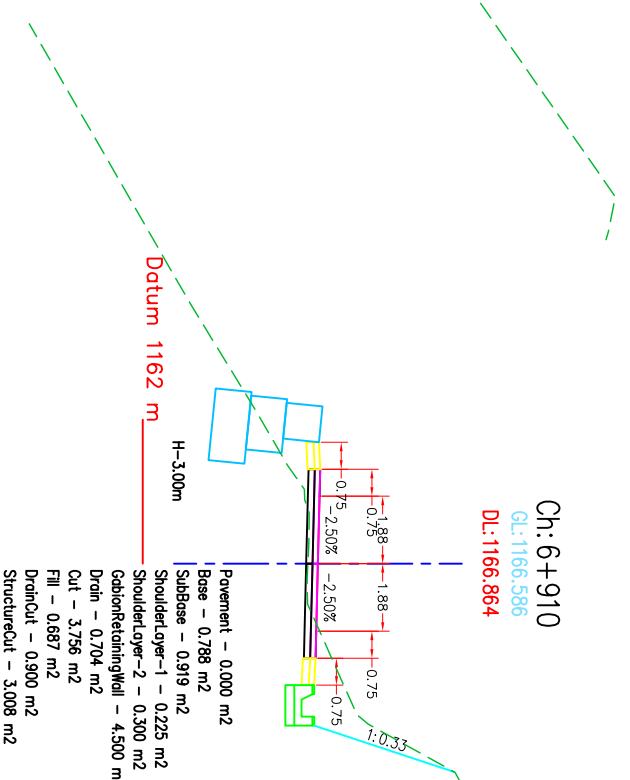 Ch: 6+910
GL:1166.586
DL:1166.864
0.75
0.75
1.88
1.88
0.75
0.75
-2.50%
-2.50%
1:0.33
H-3.00m
Datum 1162 m
Pavement - 0.000 m2
Base - 0.788 m2
SubBase - 0.919 m2
ShoulderLayer-1 - 0.225 m2
ShoulderLayer-2 - 0.300 m2
GabionRetainingWall - 4.500 m
Drain - 0.704 m2
Cut - 3.756 m2
Fill - 0.687 m2
DrainCut - 0.900 m2
StructureCut - 3.008 m2